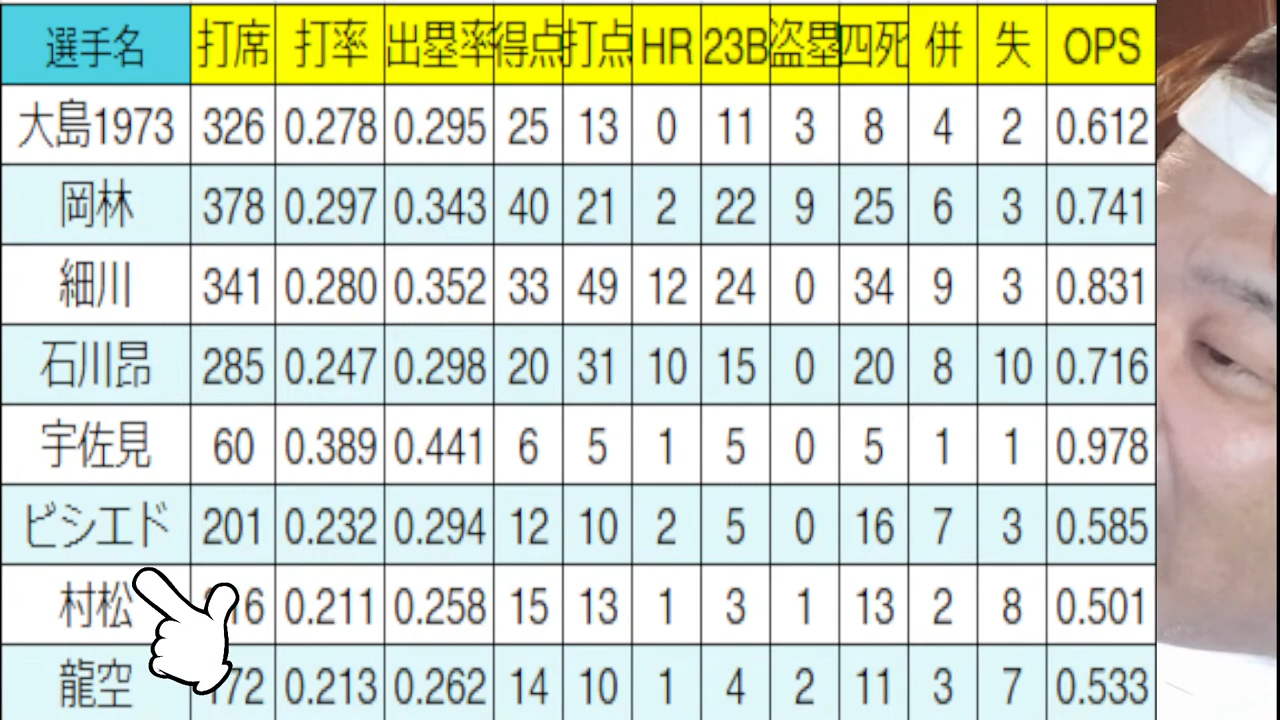 選手名 打席 打率 出塁率 得点 打点 HR 23B 盗塁 四死 併 失 OPS
大島1973 326 0.278 0.295 25 13 0 11 3 8 4 2 0.612
岡林 378 0.297 0.343 40 21 2 22 9 25 6 3 0.741
細川 341 0.280 0.352 33 49 12 24 0 34 9 3 0.831
石川昂 285 0.247 0.298 20 31 10 15 0 20 8 10 0.716
宇佐見 60 0.389 0.441 6 5 1 5 0 5 1 1 0.978
ビシエド 201 0.232 0.294 12 10 2 5 0 16 7 3 0.585
村松 0.211 0.258 15 13 1 3 1 13 2 8 0.501
龍空 0.213 0.262 14 10 1 4 2 11 3 7 0.533